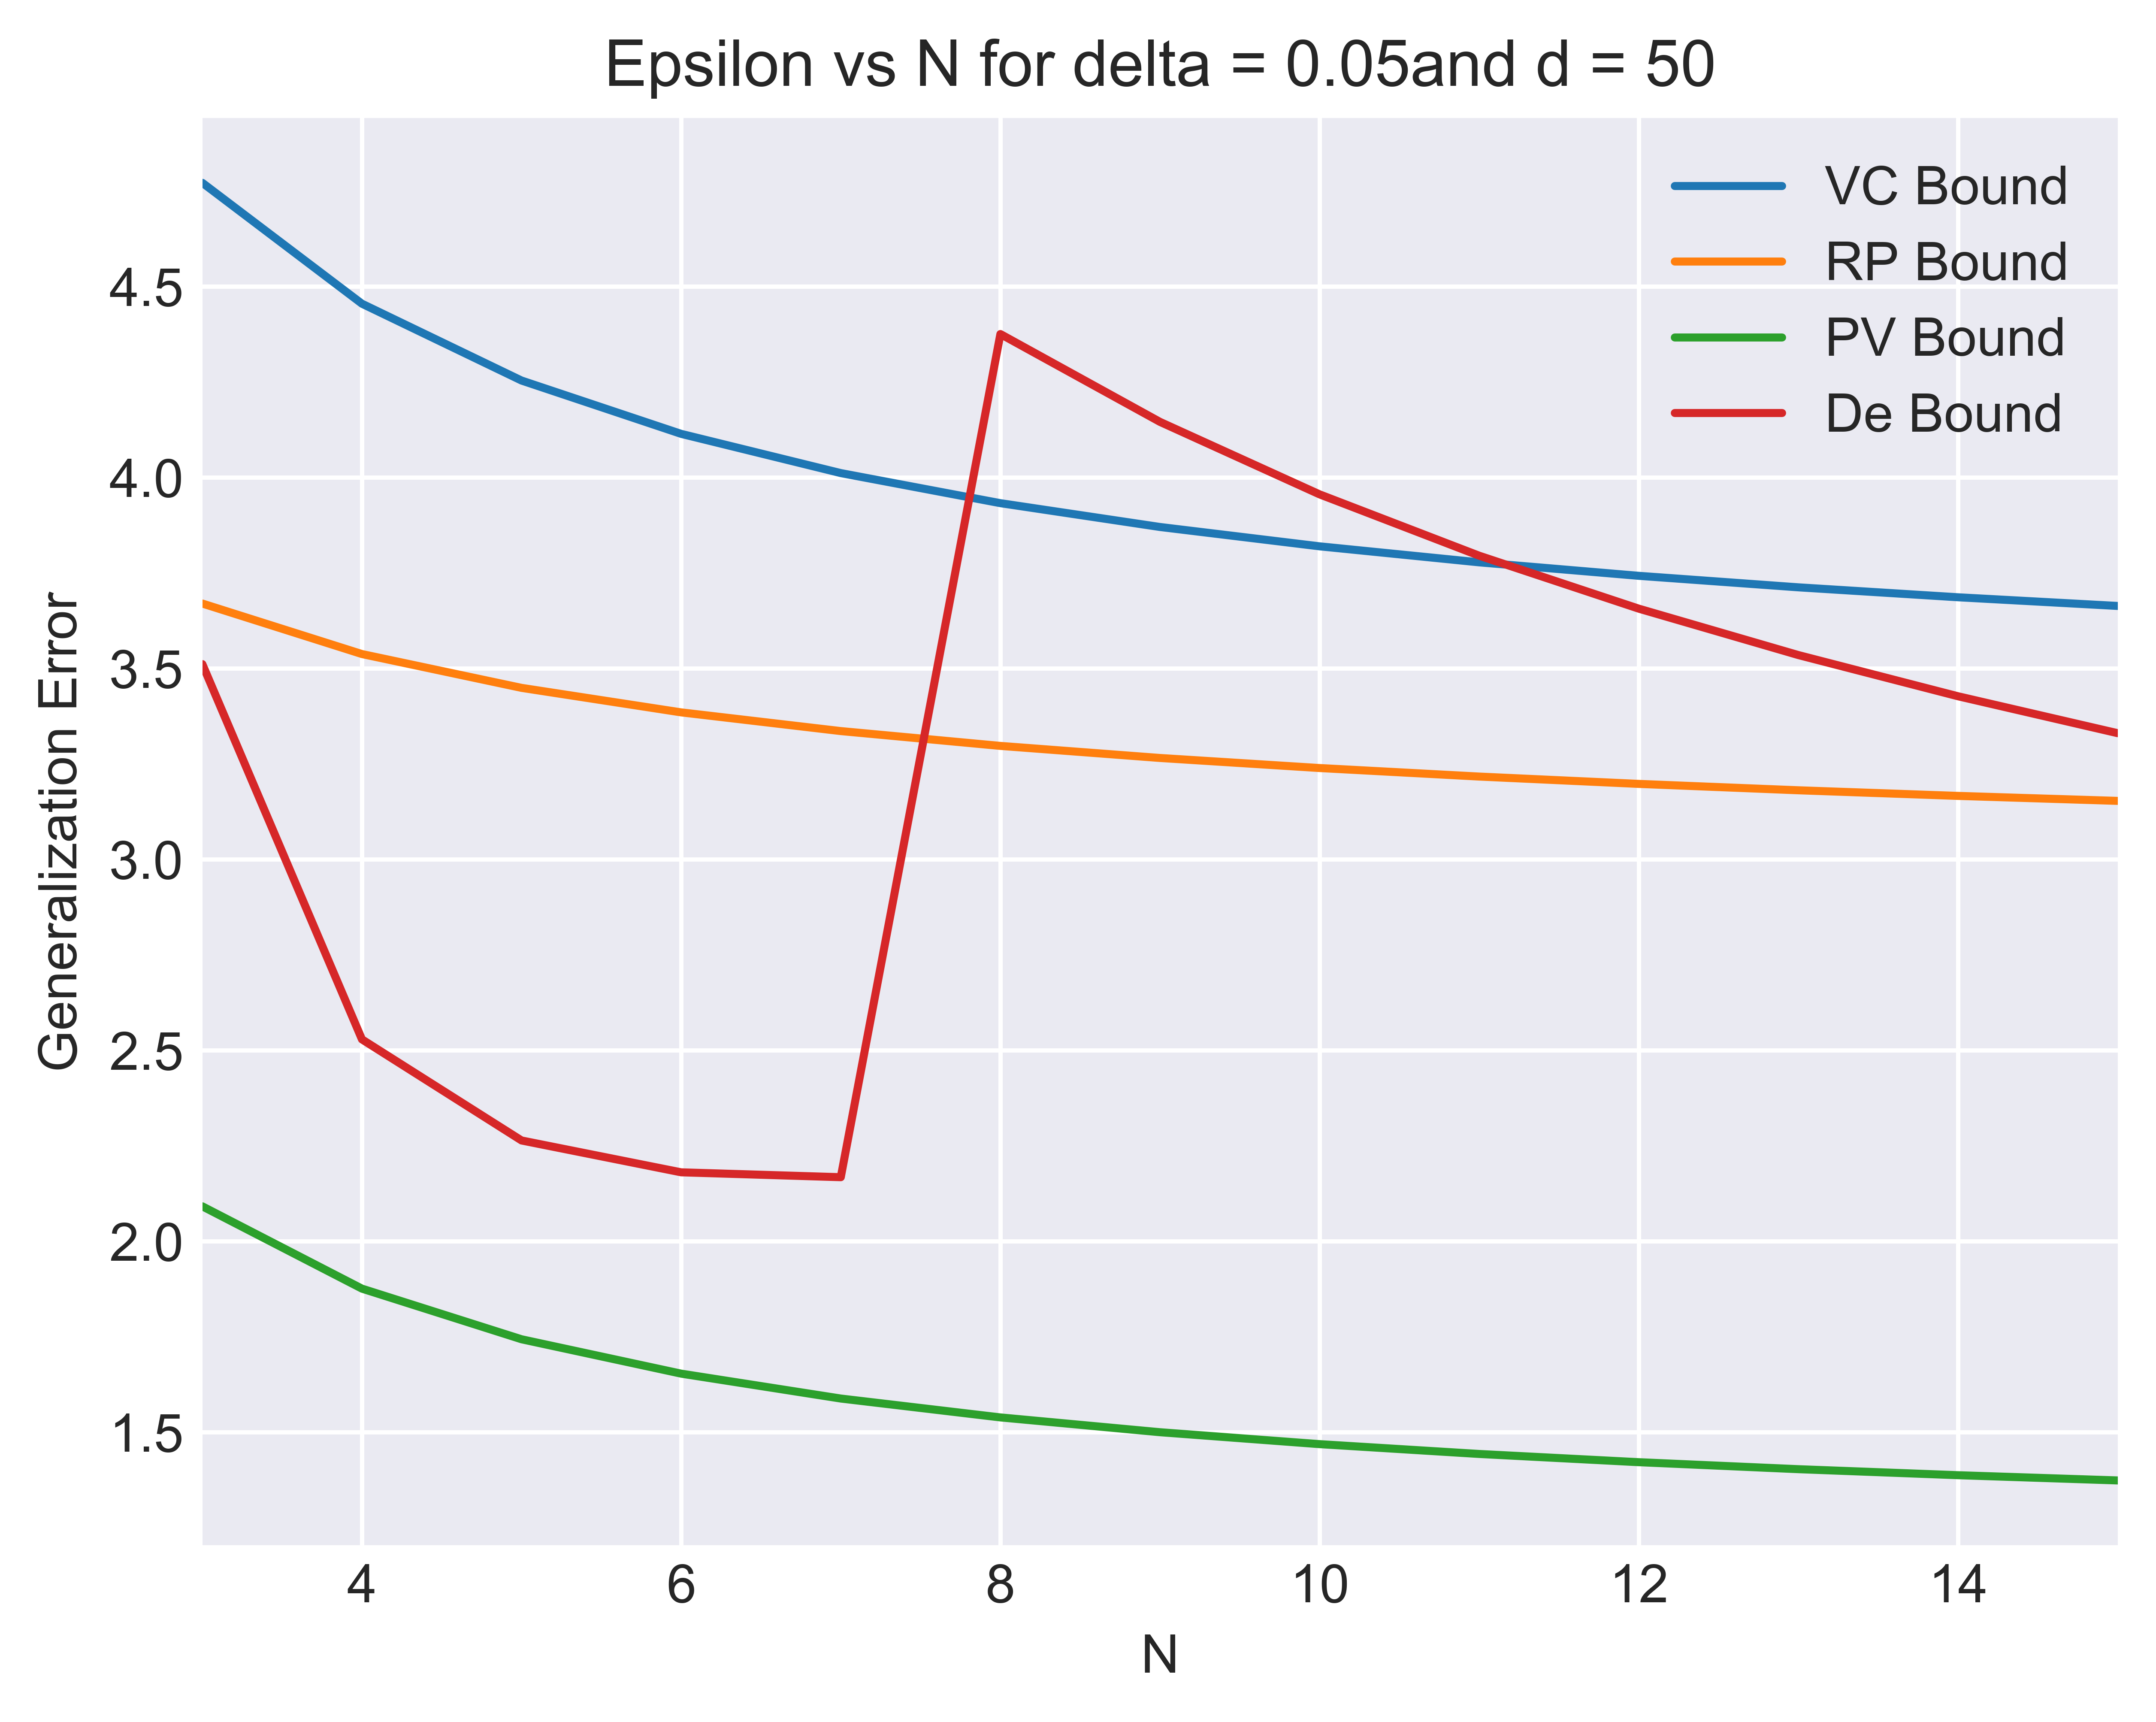 Epsilon vs N for delta = 0.05and d = 50
VC Bound
RP Bound
PV Bound
De Bound
Generalization Error
4.5
4.0
3.5
3.0
2.5
2.0
1.5
4 6 8 10 12 14
N